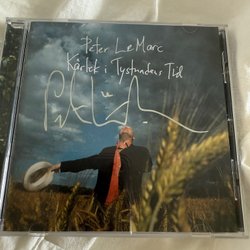 Peter LeMarc
Kärlek i Tystnadens Tid